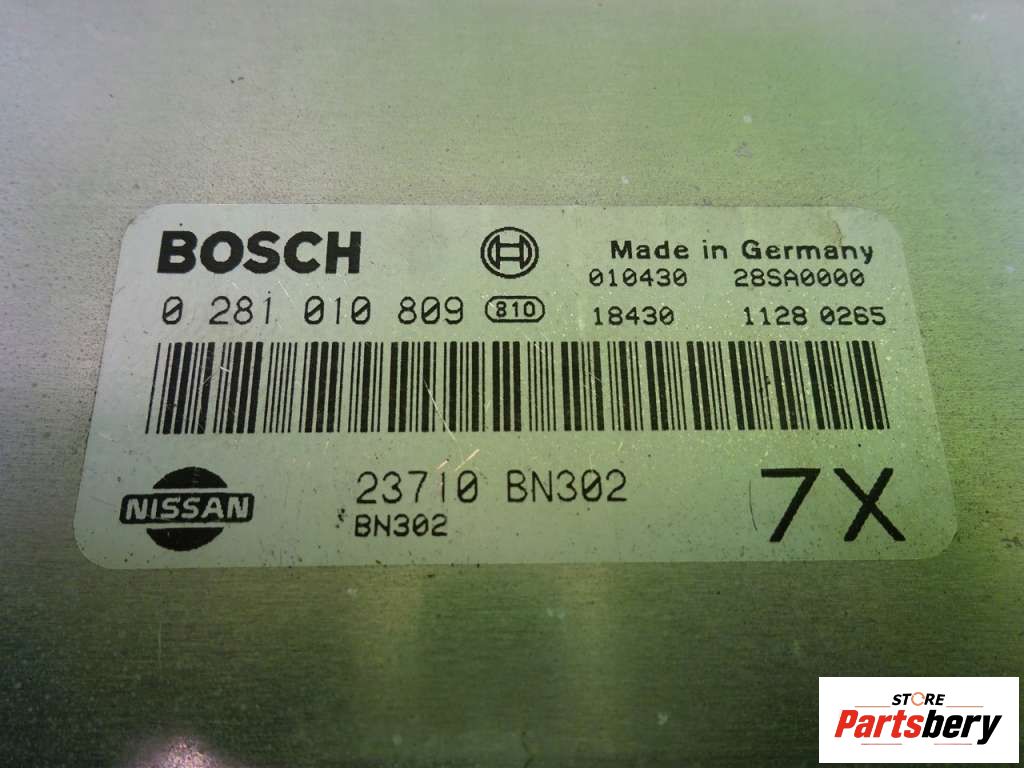 BOSCH Made in Germany
010430 28SA0000
0 281 010 809 810 18430 1128 0265
NISSAN 23710 BN302 7X
BN302
STORE
Partsbery